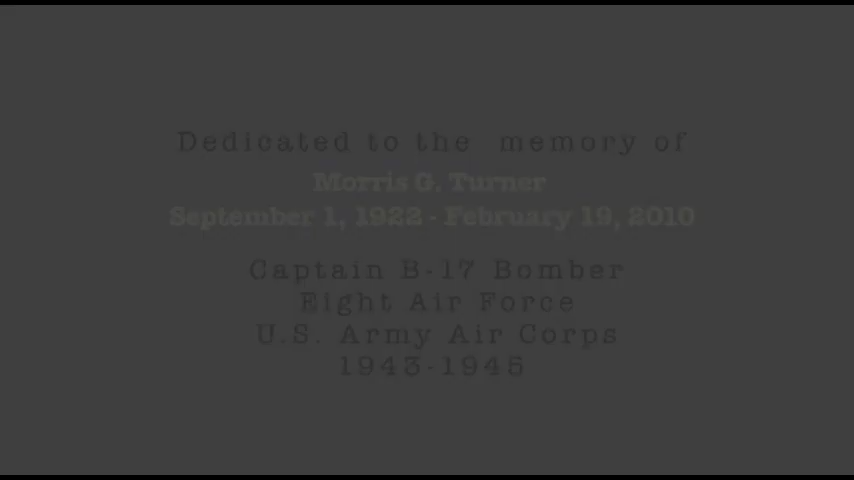 Dedicated to the memory of
Morris G. Turner
September 1, 1922 - February 19, 2010
Captain B-17 Bomber
Eight Air Force
U.S. Army Air Corps
1943-1945